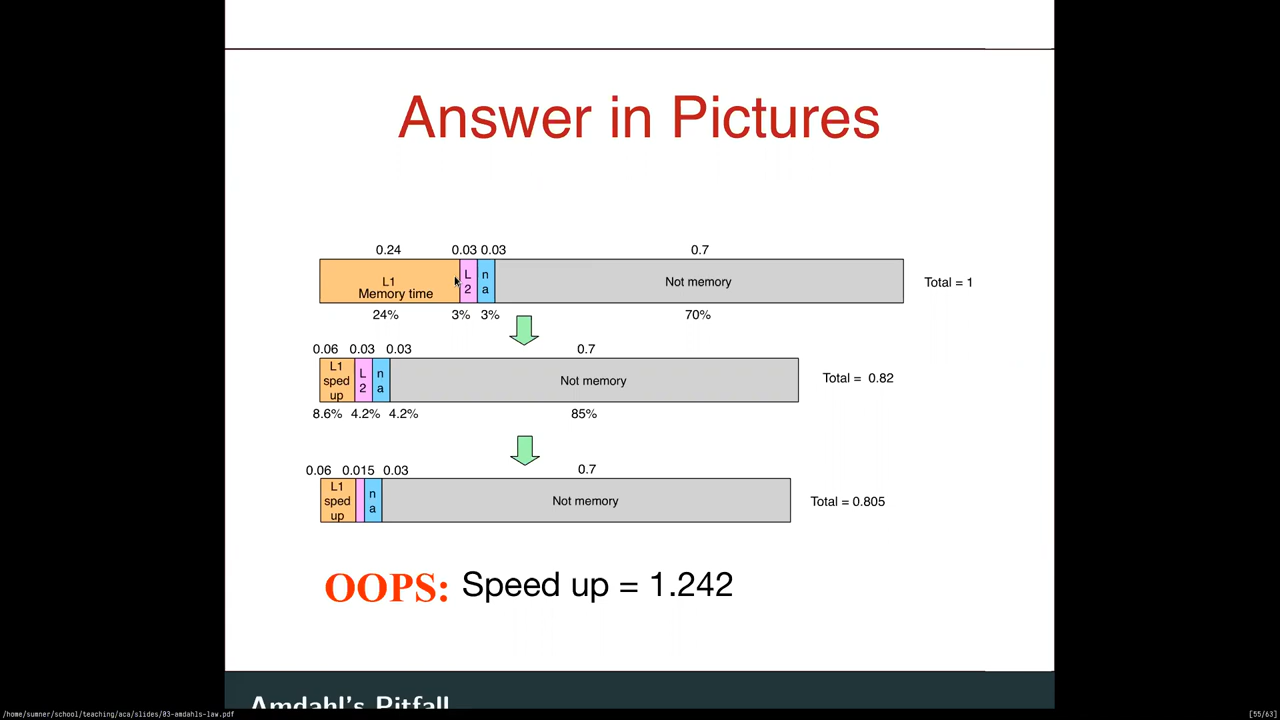 Answer in Pictures
0.24 0.03 0.03 0.7
L1
Memory time
L
2
n
a
Not memory
Total = 1
24% 3% 3% 70%
0.06 0.03 0.03 0.7
L1
sped
up
L
2
n
a
Not memory
Total = 0.82
8.6% 4.2% 4.2% 85%
0.06 0.015 0.03 0.7
L1
sped
up
n
a
Not memory
Total = 0.805
OOPS: Speed up = 1.242
Amdahl's Pitfall
/home/sumner/school/teaching/aca/slides/03-amdahls-law.pdf [55/63]